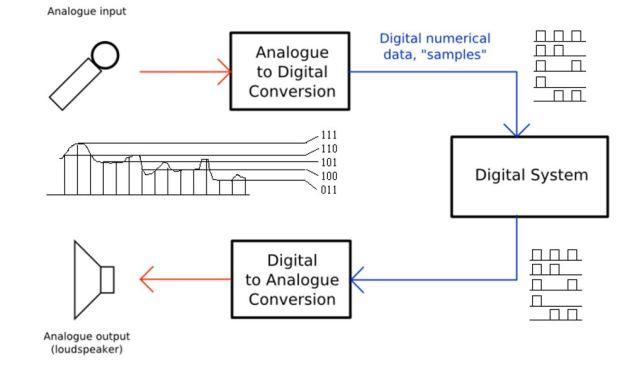 Analogue input
Analogue
to Digital
Conversion
Digital numerical
data, "samples"
111
110
101
100
011
Digital System
Digital
to Analogue
Conversion
Analogue output
(loudspeaker)